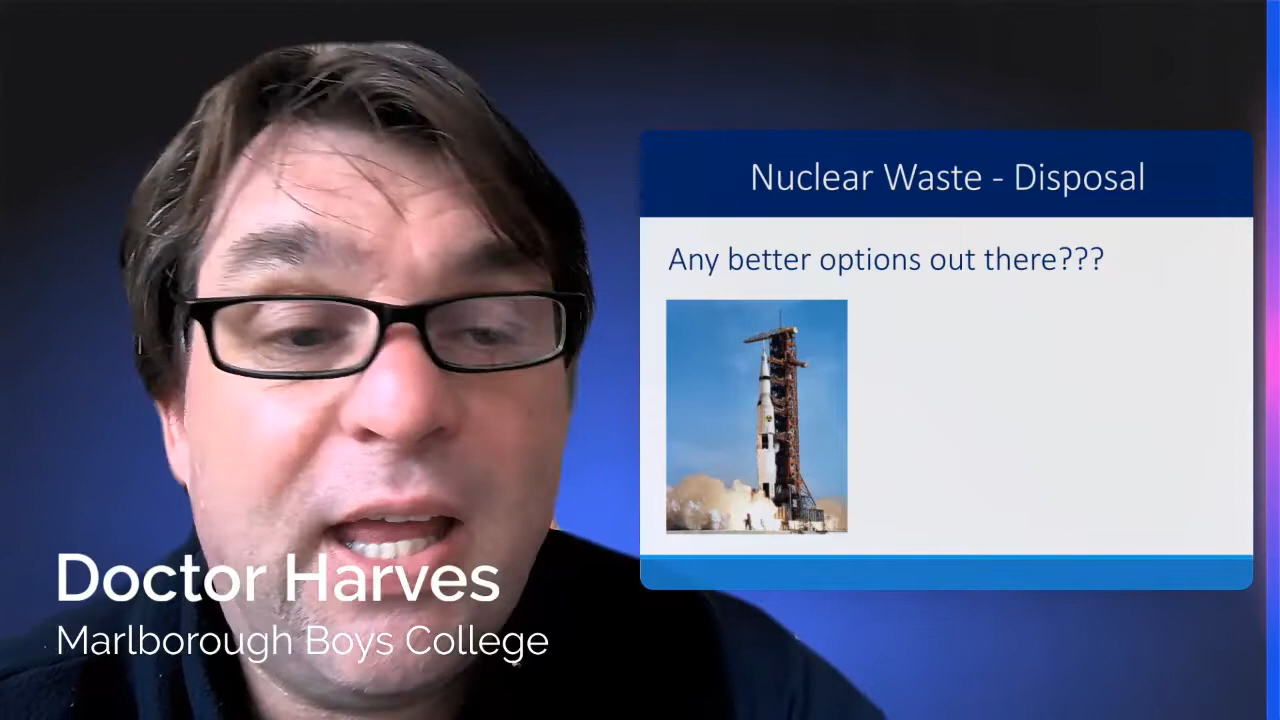 Nuclear Waste - Disposal
Any better options out there???
Doctor Harves
Marlborough Boys College